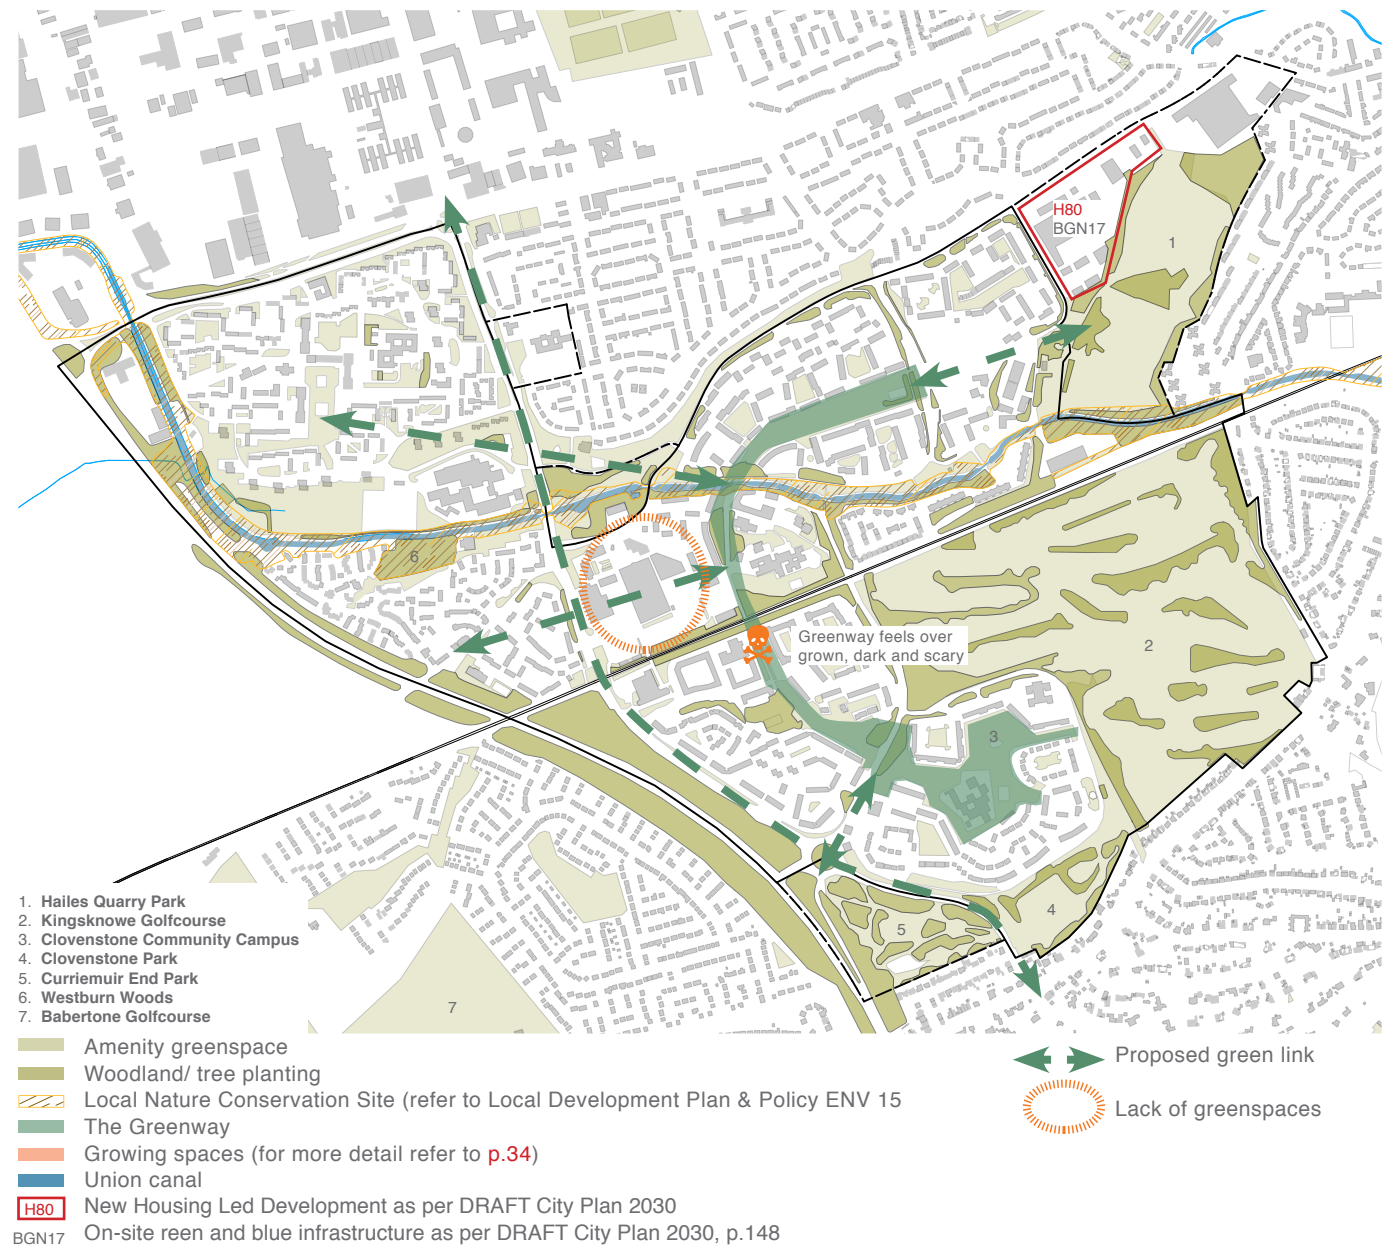 H80
BGN17
1
6
Greenway feels over
grown, dark and scary
2
3
4
5
7
1. Hailes Quarry Park
2. Kingsknowe Golfcourse
3. Clovenstone Community Campus
4. Clovenstone Park
5. Curriemuir End Park
6. Westburn Woods
7. Babertone Golfcourse
Amenity greenspace
Woodland/ tree planting
Local Nature Conservation Site (refer to Local Development Plan & Policy ENV 15
The Greenway
Growing spaces (for more detail refer to p.34)
Union canal
H80 New Housing Led Development as per DRAFT City Plan 2030
BGN17 On-site reen and blue infrastructure as per DRAFT City Plan 2030, p.148
Proposed green link
Lack of greenspaces